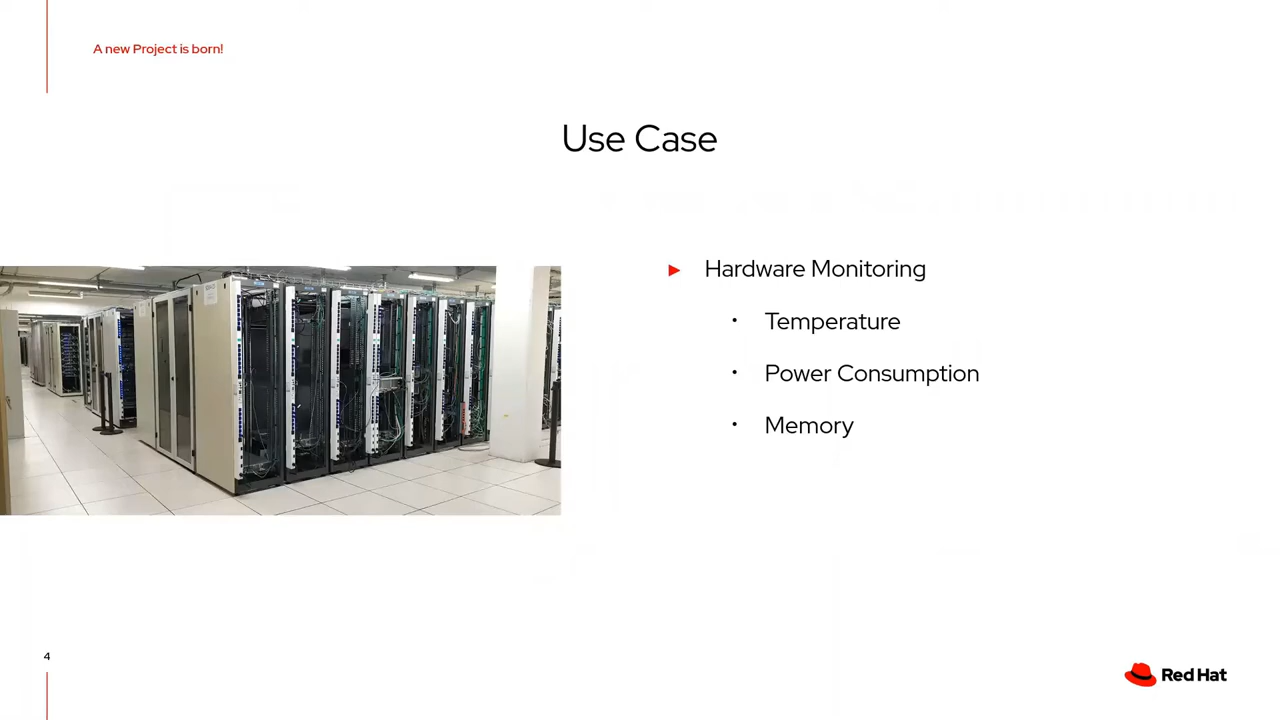 A new Project is born!
Use Case
Hardware Monitoring
Temperature
Power Consumption
Memory
4
Red Hat